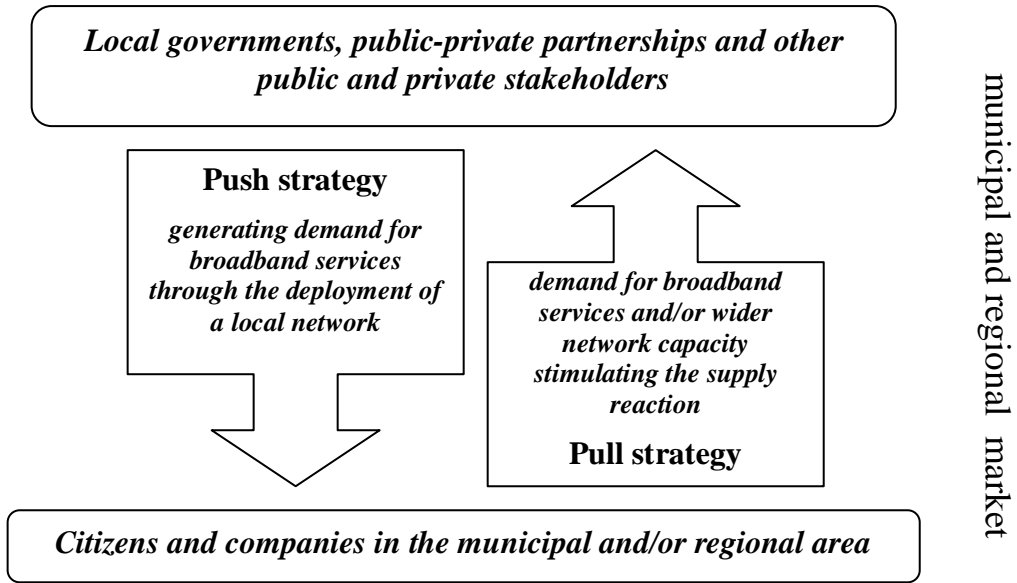 Local governments, public-private partnerships and other
public and private stakeholders
Push strategy
generating demand for
broadband services
through the deployment of
a local network
demand for broadband
services and/or wider
network capacity
stimulating the supply
reaction
Pull strategy
Citizens and companies in the municipal and/or regional area
municipal and regional market